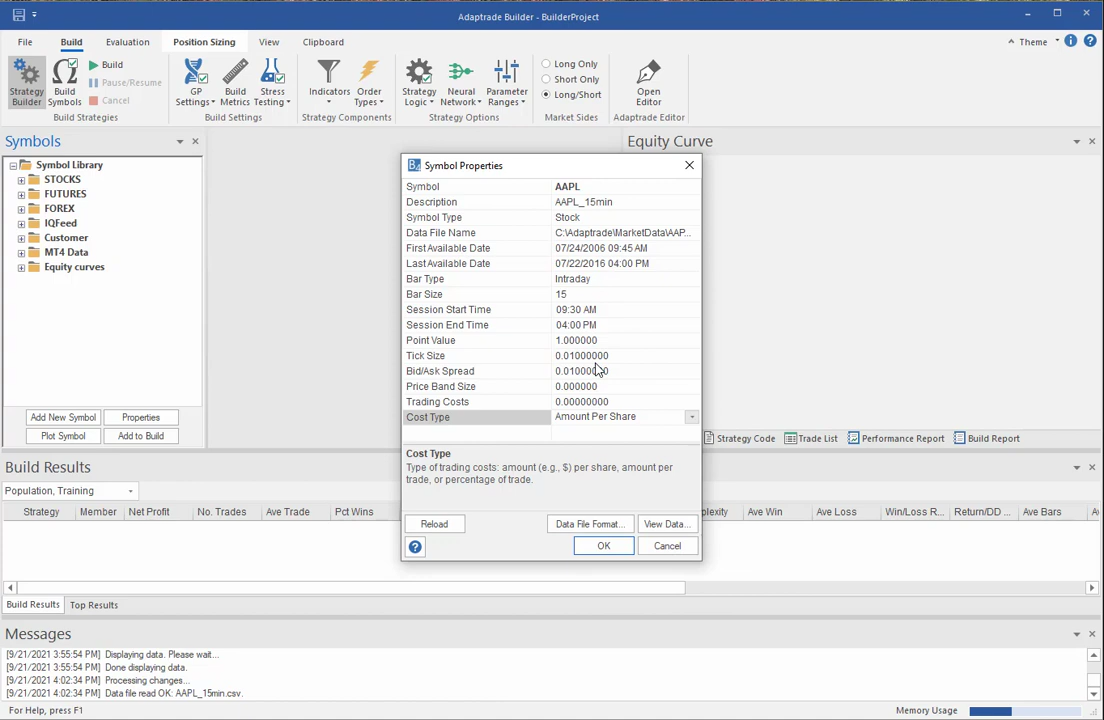 Adaptrade Builder - BuilderProject
File Build Evaluation Position Sizing View Clipboard Theme
Strategy Builder
Build Symbols
Build
Pause/Resume
Cancel
GP Settings
Build Metrics
Stress Testing
Indicators
Order Types
Strategy Logic
Neural Network
Parameter Ranges
Long Only
Short Only
Long/Short
Open Editor
Build Strategies Build Settings Strategy Components Strategy Options Market Sides Adaptrade Editor
Symbols
Symbol Library
STOCKS
FUTURES
FOREX
IQFeed
Customer
MT4 Data
Equity curves
Add New Symbol Properties
Plot Symbol Add to Build
Equity Curve
Symbol Properties
Symbol AAPL
Description AAPL_15min
Symbol Type Stock
Data File Name C:\Adaptrade\MarketData\AAP...
First Available Date 07/24/2006 09:45 AM
Last Available Date 07/22/2016 04:00 PM
Bar Type Intraday
Bar Size 15
Session Start Time 09:30 AM
Session End Time 04:00 PM
Point Value 1.000000
Tick Size 0.01000000
Bid/Ask Spread 0.01000000
Price Band Size 0.000000
Trading Costs 0.00000000
Cost Type Amount Per Share
Cost Type
Type of trading costs: amount (e.g., $) per share, amount per
trade, or percentage of trade.
Reload Data File Format... View Data...
? OK Cancel
Strategy Code Trade List Performance Report Build Report
Build Results
Population, Training
Strategy Member Net Profit No. Trades Ave Trade Pct Wins plexity Ave Win Ave Loss Win/Loss R... Return/DD ... Ave Bars
Build Results Top Results
Messages
[9/21/2021 3:55:54 PM] Displaying data. Please wait...
[9/21/2021 3:55:54 PM] Done displaying data.
[9/21/2021 4:02:34 PM] Processing changes...
[9/21/2021 4:02:34 PM] Data file read OK: AAPL_15min.csv.
For Help, press F1 Memory Usage